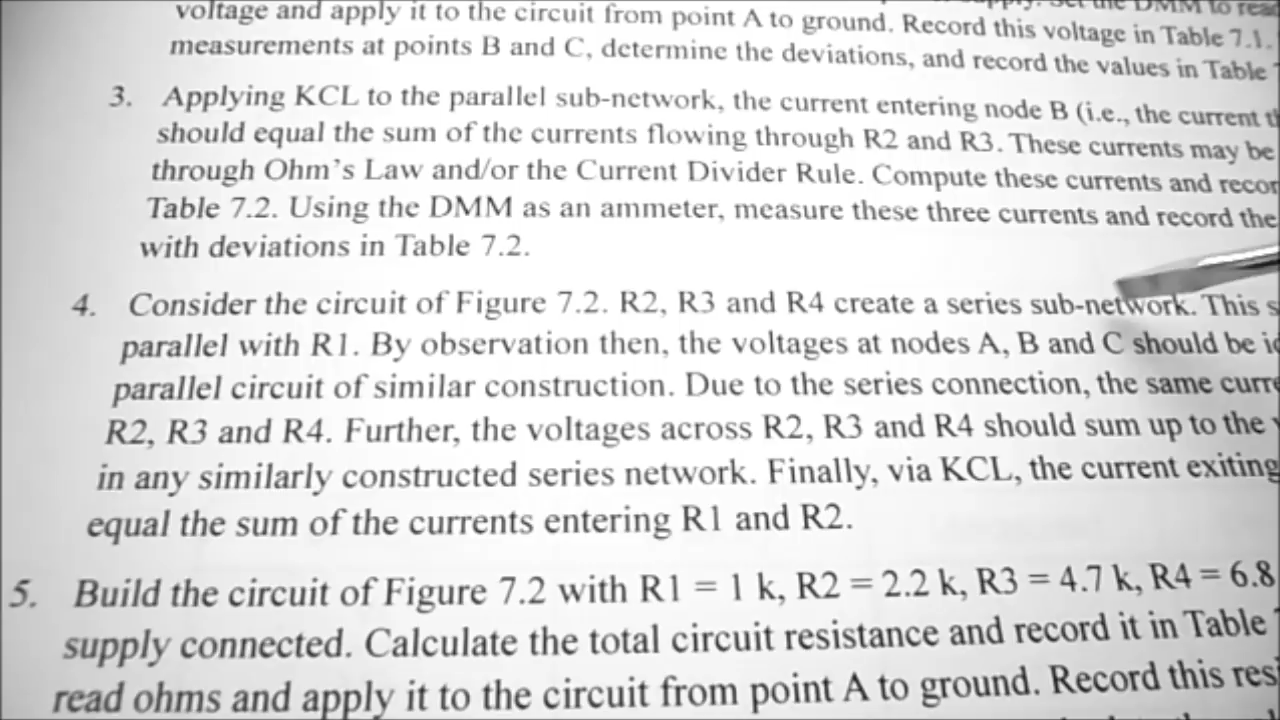 voltage and apply it to the circuit from point A to ground. Record this voltage in Table 7.1.
measurements at points B and C, determine the deviations, and record the values in Table
3. Applying KCL to the parallel sub-network, the current entering node B (i.e., the current
should equal the sum of the currents flowing through R2 and R3. These currents may be
through Ohm's Law and/or the Current Divider Rule. Compute these currents and
Table 7.2. Using the DMM as an ammeter, measure these three currents and record the
with deviations in Table 7.2.
4. Consider the circuit of Figure 7.2. R2, R3 and R4 create a series sub-network. This
parallel with R1. By observation then, the voltages at nodes A, B and C should be
parallel circuit of similar construction. Due to the series connection, the same
R2, R3 and R4. Further, the voltages across R2, R3 and R4 should sum up to the
in any similarly constructed series network. Finally, via KCL, the current exiting
equal the sum of the currents entering R1 and R2.
5. Build the circuit of Figure 7.2 with R1 = 1 k, R2 = 2.2 k, R3 = 4.7 k, R4 = 6.8
supply connected. Calculate the total circuit resistance and record it in Table
read ohms and apply it to the circuit from point A to ground. Record this